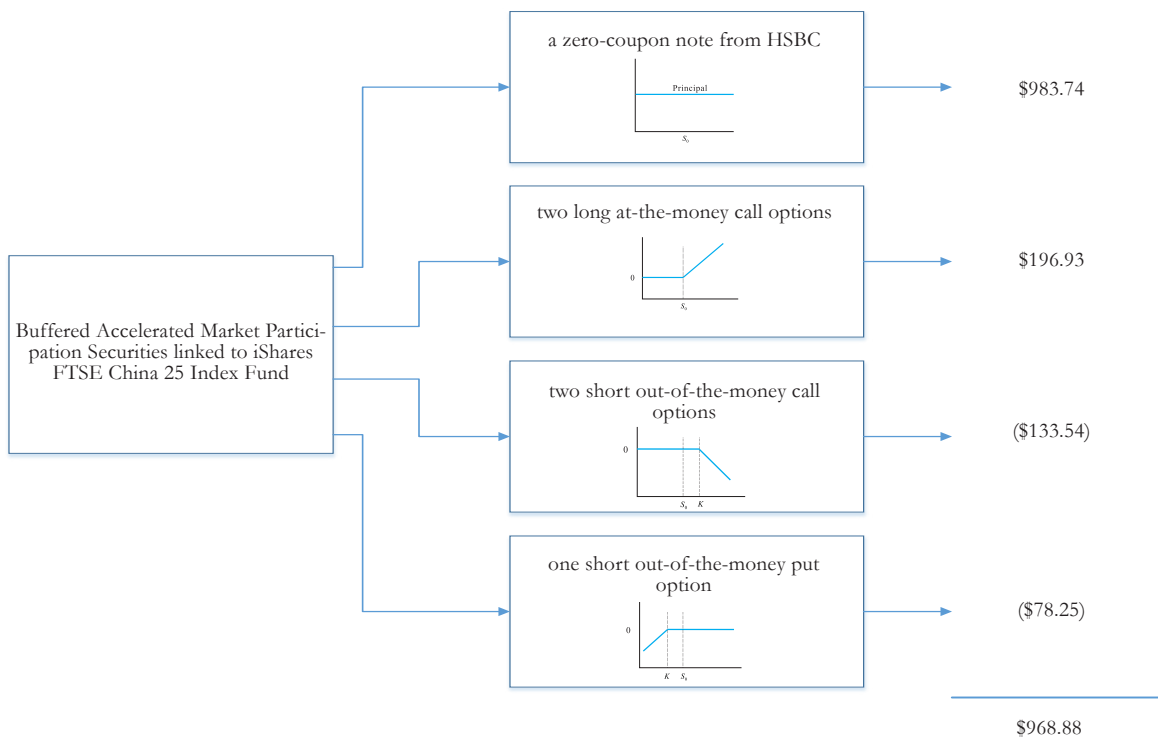 a zero-coupon note from HSBC
Principal
S₀
$983.74
two long at-the-money call options
0
S₀
$196.93
Buffered Accelerated Market Partici-
pation Securities linked to iShares
FTSE China 25 Index Fund
two short out-of-the-money call
options
0
S₀ K
($133.54)
one short out-of-the-money put
option
0
K S₀
($78.25)
$968.88